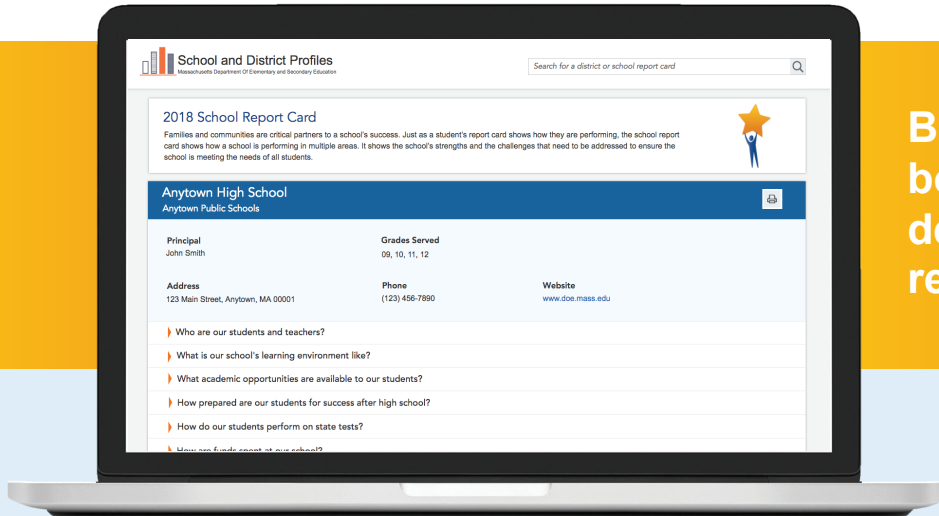 School and District Profiles
Massachusetts Department Of Elementary and Secondary Education
Search for a district or school report card
2018 School Report Card
Families and communities are critical partners to a school's success. Just as a student's report card shows how they are performing, the school report
card shows how a school is performing in multiple areas. It shows the school's strengths and the challenges that need to be addressed to ensure the
school is meeting the needs of all students.
Anytown High School
Anytown Public Schools
Principal
John Smith
Grades Served
09, 10, 11, 12
Address
123 Main Street, Anytown, MA 00001
Phone
(123) 456-7890
Website
www.doe.mass.edu
Who are our students and teachers?
What is our school's learning environment like?
What academic opportunities are available to our students?
How prepared are our students for success after high school?
How do our students perform on state tests?
How are funds spent at our school?